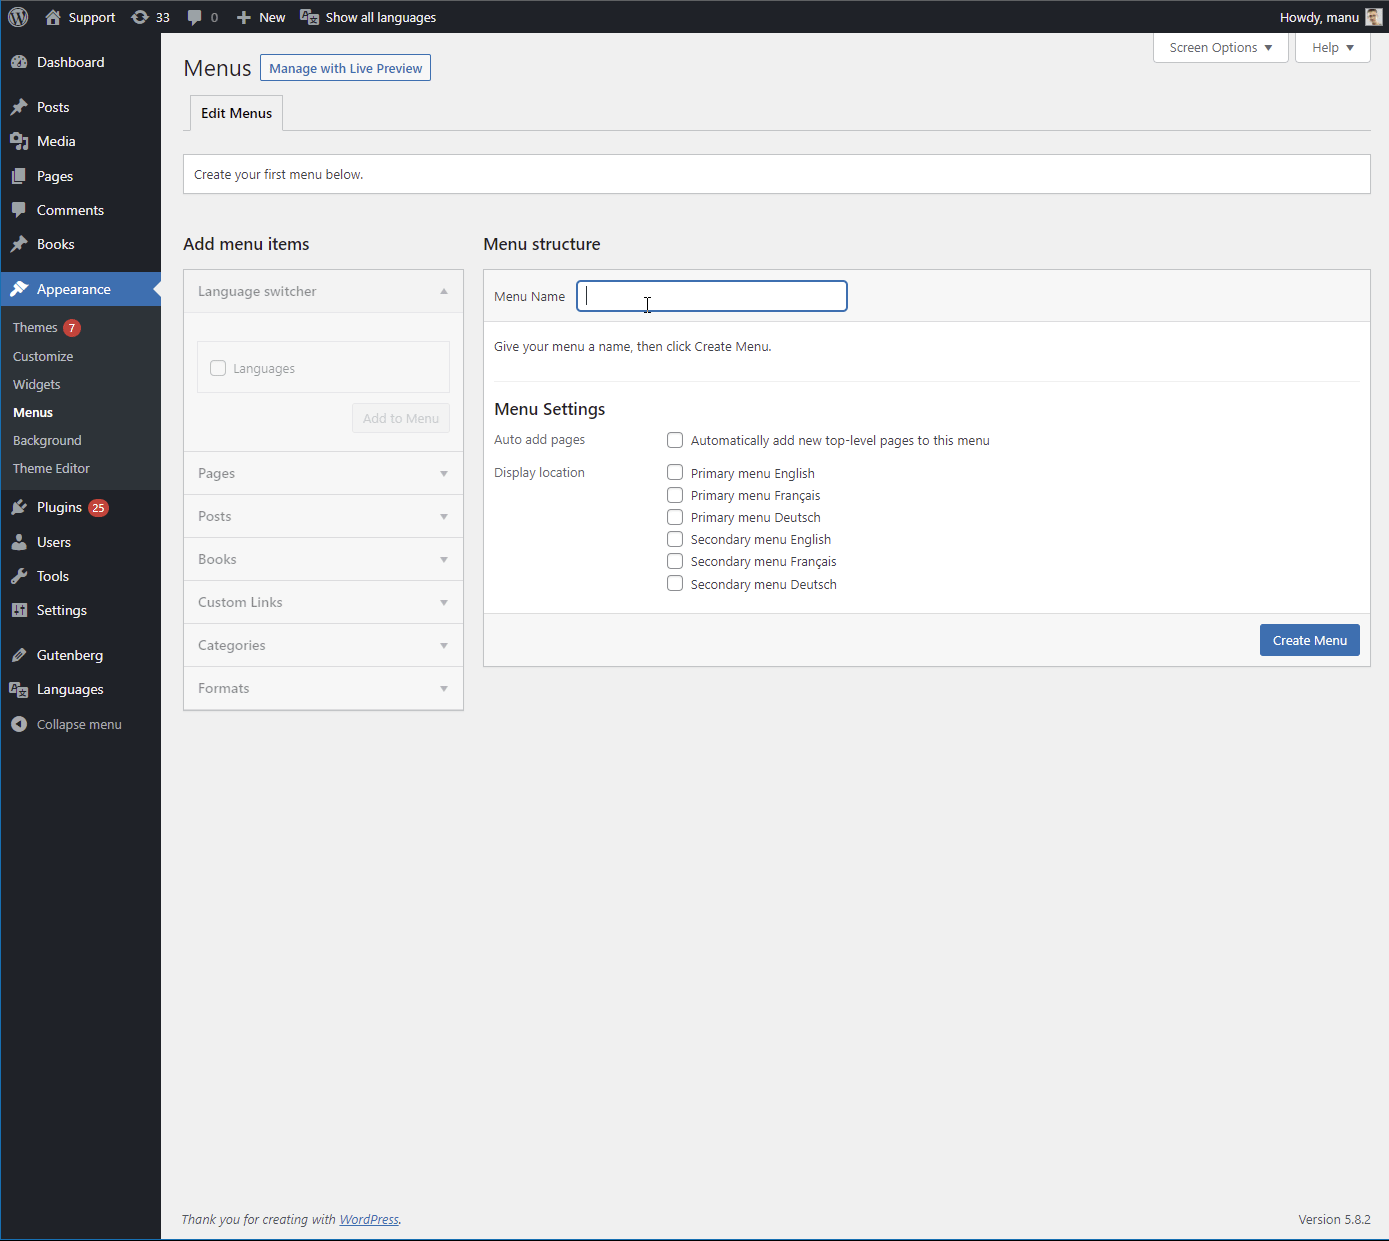 Support 33 0 New Show all languages Howdy, manu
Dashboard
Posts
Media
Pages
Comments
Books
Appearance
Themes 7
Customize
Widgets
Menus
Background
Theme Editor
Plugins 25
Users
Tools
Settings
Gutenberg
Languages
Collapse menu
Screen Options Help
Menus Manage with Live Preview
Edit Menus
Create your first menu below.
Add menu items
Language switcher
Languages
Add to Menu
Pages
Posts
Books
Custom Links
Categories
Formats
Menu structure
Menu Name
Give your menu a name, then click Create Menu.
Menu Settings
Auto add pages Automatically add new top-level pages to this menu
Display location Primary menu English
Primary menu Français
Primary menu Deutsch
Secondary menu English
Secondary menu Français
Secondary menu Deutsch
Create Menu
Thank you for creating with WordPress. Version 5.8.2